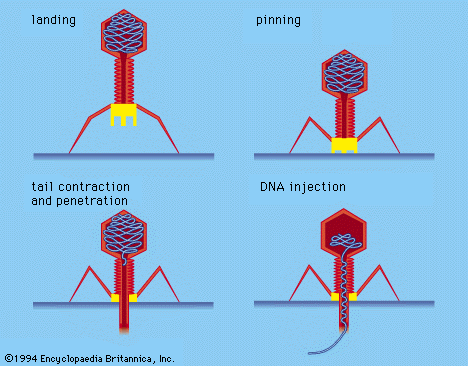 landing
pinning
tail contraction
and penetration
DNA injection
©1994 Encyclopaedia Britannica, Inc.